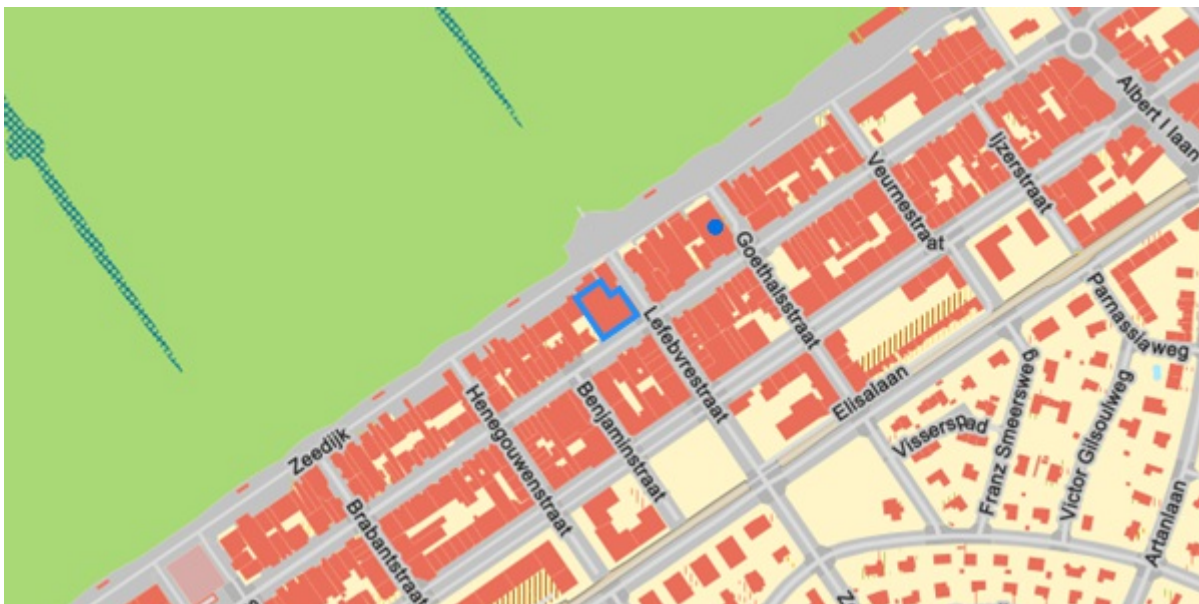 Albert I laan
Ijzerstraat
Veurnestraat
Goethalsstraat
Parnassiaweg
Lefebvrestraat
Elisalaan
Franz Smeersweg
Victor Gilsoulweg
Visserspad
Benjaminstraat
Henegouwenstraat
Zeedijk
Artanlaan
Brabantstraat